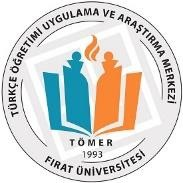 TÜRKÇE ÖĞRETİMİ UYGULAMA VE ARAŞTIRMA MERKEZİ
TÖMER
1993
FIRAT ÜNİVERSİTESİ